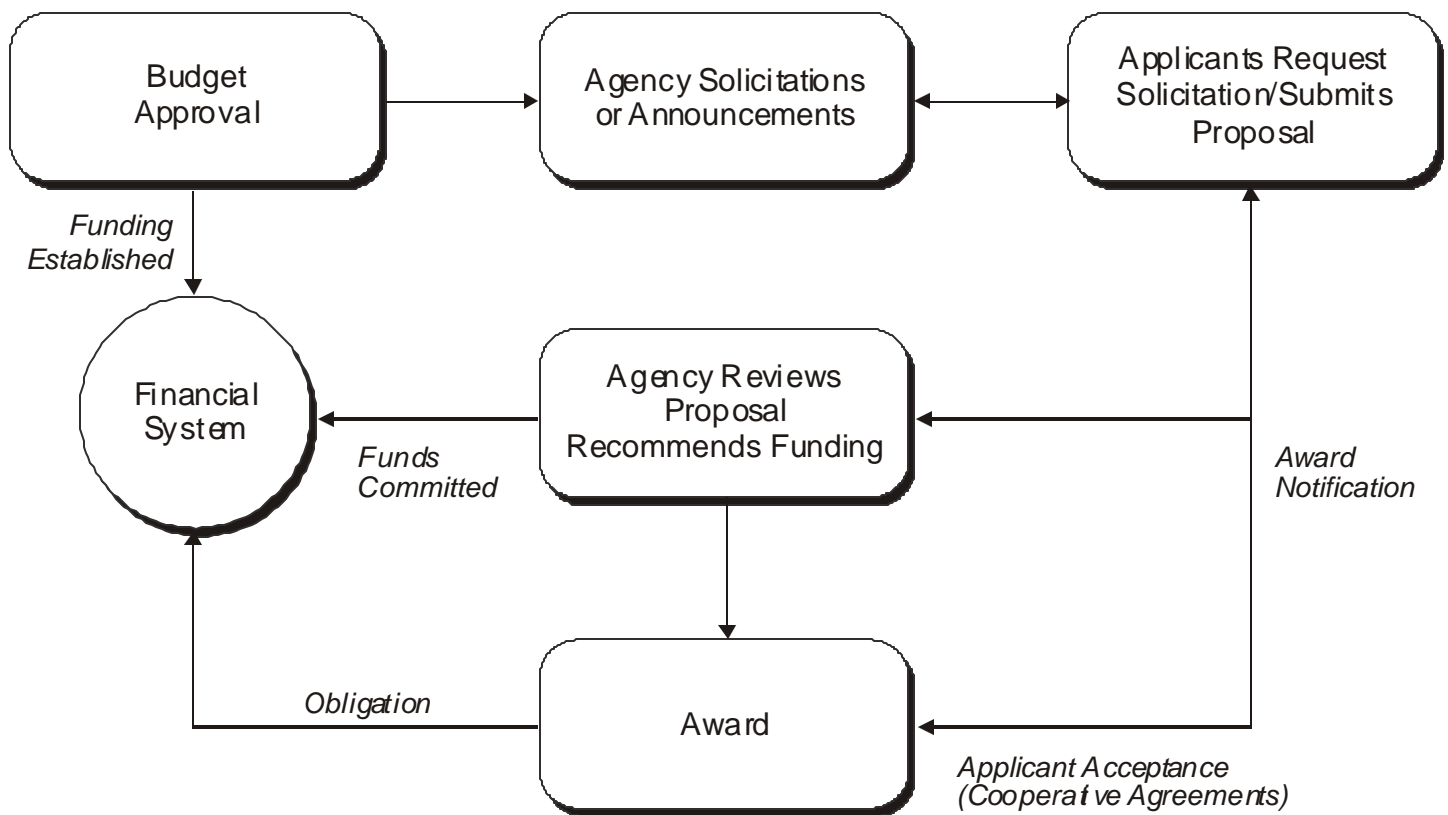 Budget
Approval
Agency Solicitations
or Announcements
Applicants Request
Solicitation/Submits
Proposal
Funding
Established
Financial
System
Agency Reviews
Proposal
Recommends Funding
Funds
Committed
Award
Notification
Obligation
Award
Applicant Acceptance
(Cooperative Agreements)